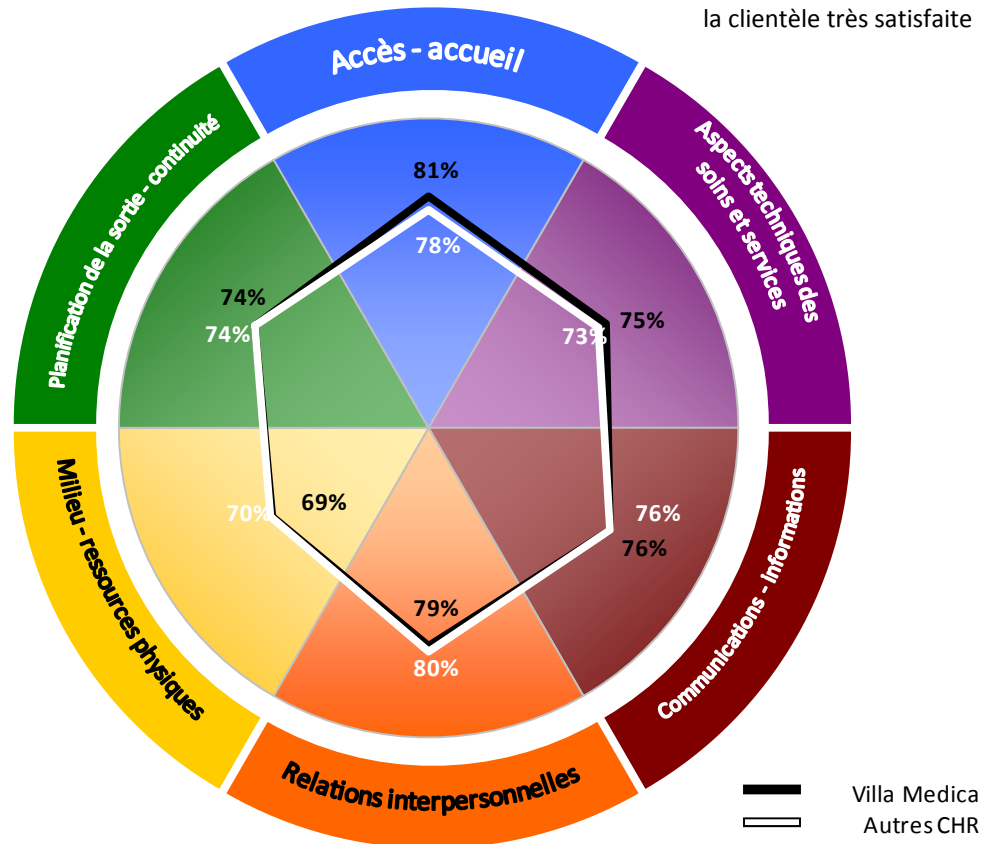 la clientèle très satisfaite
Accès - accueil
Aspects techniques des
soins et services
Planification de la sortie - continuité
81%
78%
74%
74%
75%
73%
70%
69%
76%
76%
79%
80%
Milieu - ressources physiques
Communications - informations
Relations interpersonnelles
Villa Medica
Autres CHR